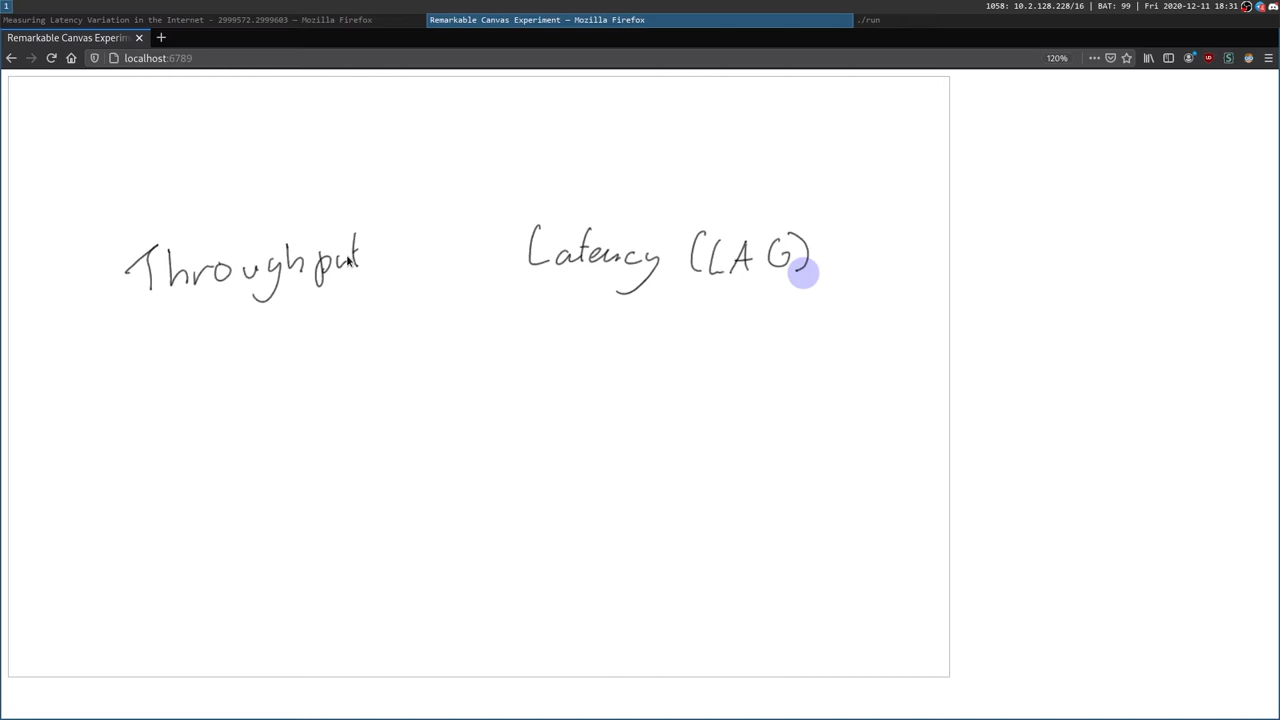 1
1058: 10.2.128.228/16 | BAT: 99 | Fri 2020-12-11 18:31
Measuring Latency Variation in the Internet - 2999572.2999603 — Mozilla Firefox
Remarkable Canvas Experiment — Mozilla Firefox
./run
Remarkable Canvas Experim
localhost:6789
120%
Throughput
Latency (LAG)